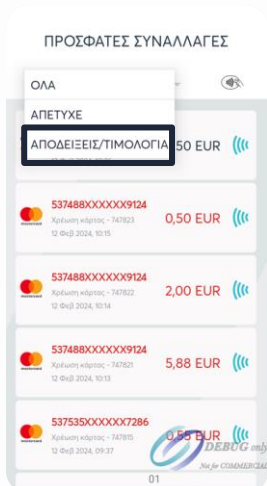 ΠΡΟΣΦΑΤΕΣ ΣΥΝΑΛΛΑΓΕΣ
ΟΛΑ
ΑΠΕΤΥΧΕ
ΑΠΟΔΕΙΞΕΙΣ/ΤΙΜΟΛΟΓΙΑ 50 EUR
537488XXXXXX9124
Χρέωση κάρτας - 747823 0,50 EUR
12 Φεβ 2024, 10:15
537488XXXXXX9124
Χρέωση κάρτας - 747822 2,00 EUR
12 Φεβ 2024, 10:14
537488XXXXXX9124
Χρέωση κάρτας - 747821 5,88 EUR
12 Φεβ 2024, 10:13
537535XXXXXX7286
Χρέωση κάρτας - 747815 0,55 EUR
12 Φεβ 2024, 09:37
DEBUG only
Not for COMMERCIAL
01